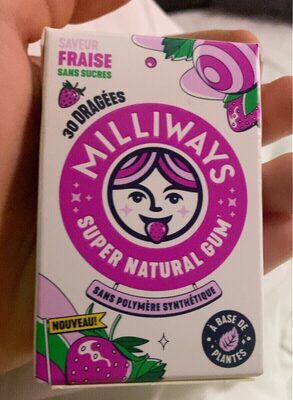 SAVEUR
FRAISE
SANS SUCRES
30 DRAGÉES
MILLIWAYS
SUPER NATURAL GUM
SANS POLYMÈRE SYNTHÉTIQUE
NOUVEAU!
À BASE DE
PLANTES